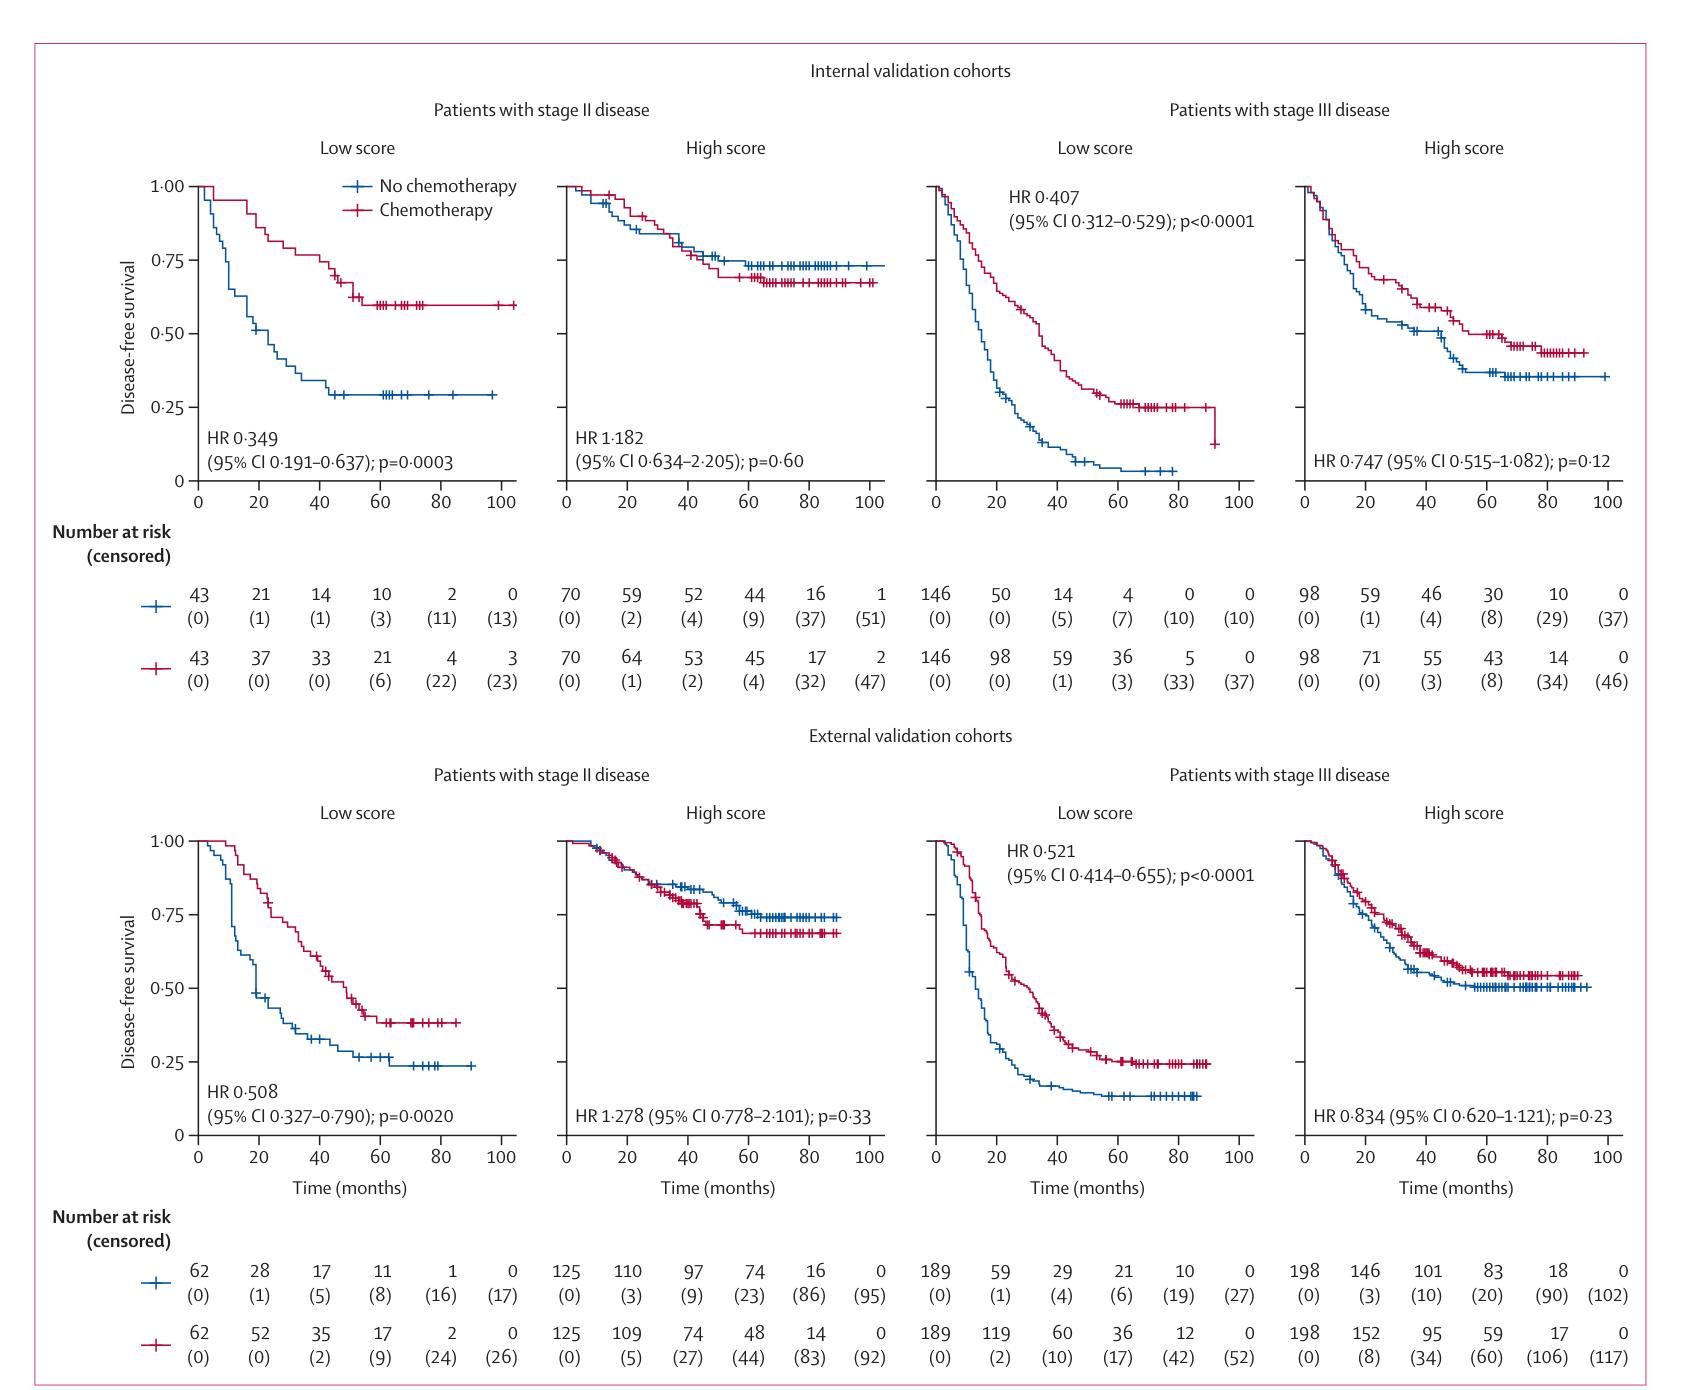 Internal validation cohorts
Patients with stage II disease
Patients with stage III disease
Low score
High score
Low score
High score
No chemotherapy
Chemotherapy
Disease-free survival
1·00
0·75
0·50
0·25
0
HR 0·349
(95% CI 0·191–0·637); p=0·0003
HR 1·182
(95% CI 0·634–2·205); p=0·60
HR 0·407
(95% CI 0·312–0·529); p<0·0001
HR 0·747 (95% CI 0·515–1·082); p=0·12
0 20 40 60 80 100
0 20 40 60 80 100
0 20 40 60 80 100
0 20 40 60 80 100
Number at risk
(censored)
43 21 14 10 2 0 70 59 52 44 16 1 146 50 14 4 0 0 98 59 46 30 10 0
(0) (1) (1) (3) (11) (13) (0) (2) (4) (9) (37) (51) (0) (0) (5) (7) (10) (10) (0) (1) (4) (8) (29) (37)
43 37 33 21 4 3 70 64 53 45 17 2 146 98 59 36 5 0 98 71 55 43 14 0
(0) (0) (0) (6) (22) (23) (0) (1) (2) (4) (32) (47) (0) (0) (1) (3) (33) (37) (0) (0) (3) (8) (34) (46)
External validation cohorts
Patients with stage II disease
Patients with stage III disease
Low score
High score
Low score
High score
Disease-free survival
1·00
0·75
0·50
0·25
0
HR 0·508
(95% CI 0·327–0·790); p=0·0020
HR 1·278 (95% CI 0·778–2·101); p=0·33
HR 0·521
(95% CI 0·414–0·655); p<0·0001
HR 0·834 (95% CI 0·620–1·121); p=0·23
0 20 40 60 80 100
0 20 40 60 80 100
0 20 40 60 80 100
0 20 40 60 80 100
Time (months)
Time (months)
Time (months)
Time (months)
Number at risk
(censored)
62 28 17 11 1 0 125 110 97 74 16 0 189 59 29 21 10 0 198 146 101 83 18 0
(0) (1) (5) (8) (16) (17) (0) (3) (9) (23) (86) (95) (0) (1) (4) (6) (19) (27) (0) (3) (10) (20) (90) (102)
62 52 35 17 2 0 125 109 74 48 14 0 189 119 60 36 12 0 198 152 95 59 17 0
(0) (0) (2) (9) (24) (26) (0) (5) (27) (44) (83) (92) (0) (2) (10) (17) (42) (52) (0) (8) (34) (60) (106) (117)